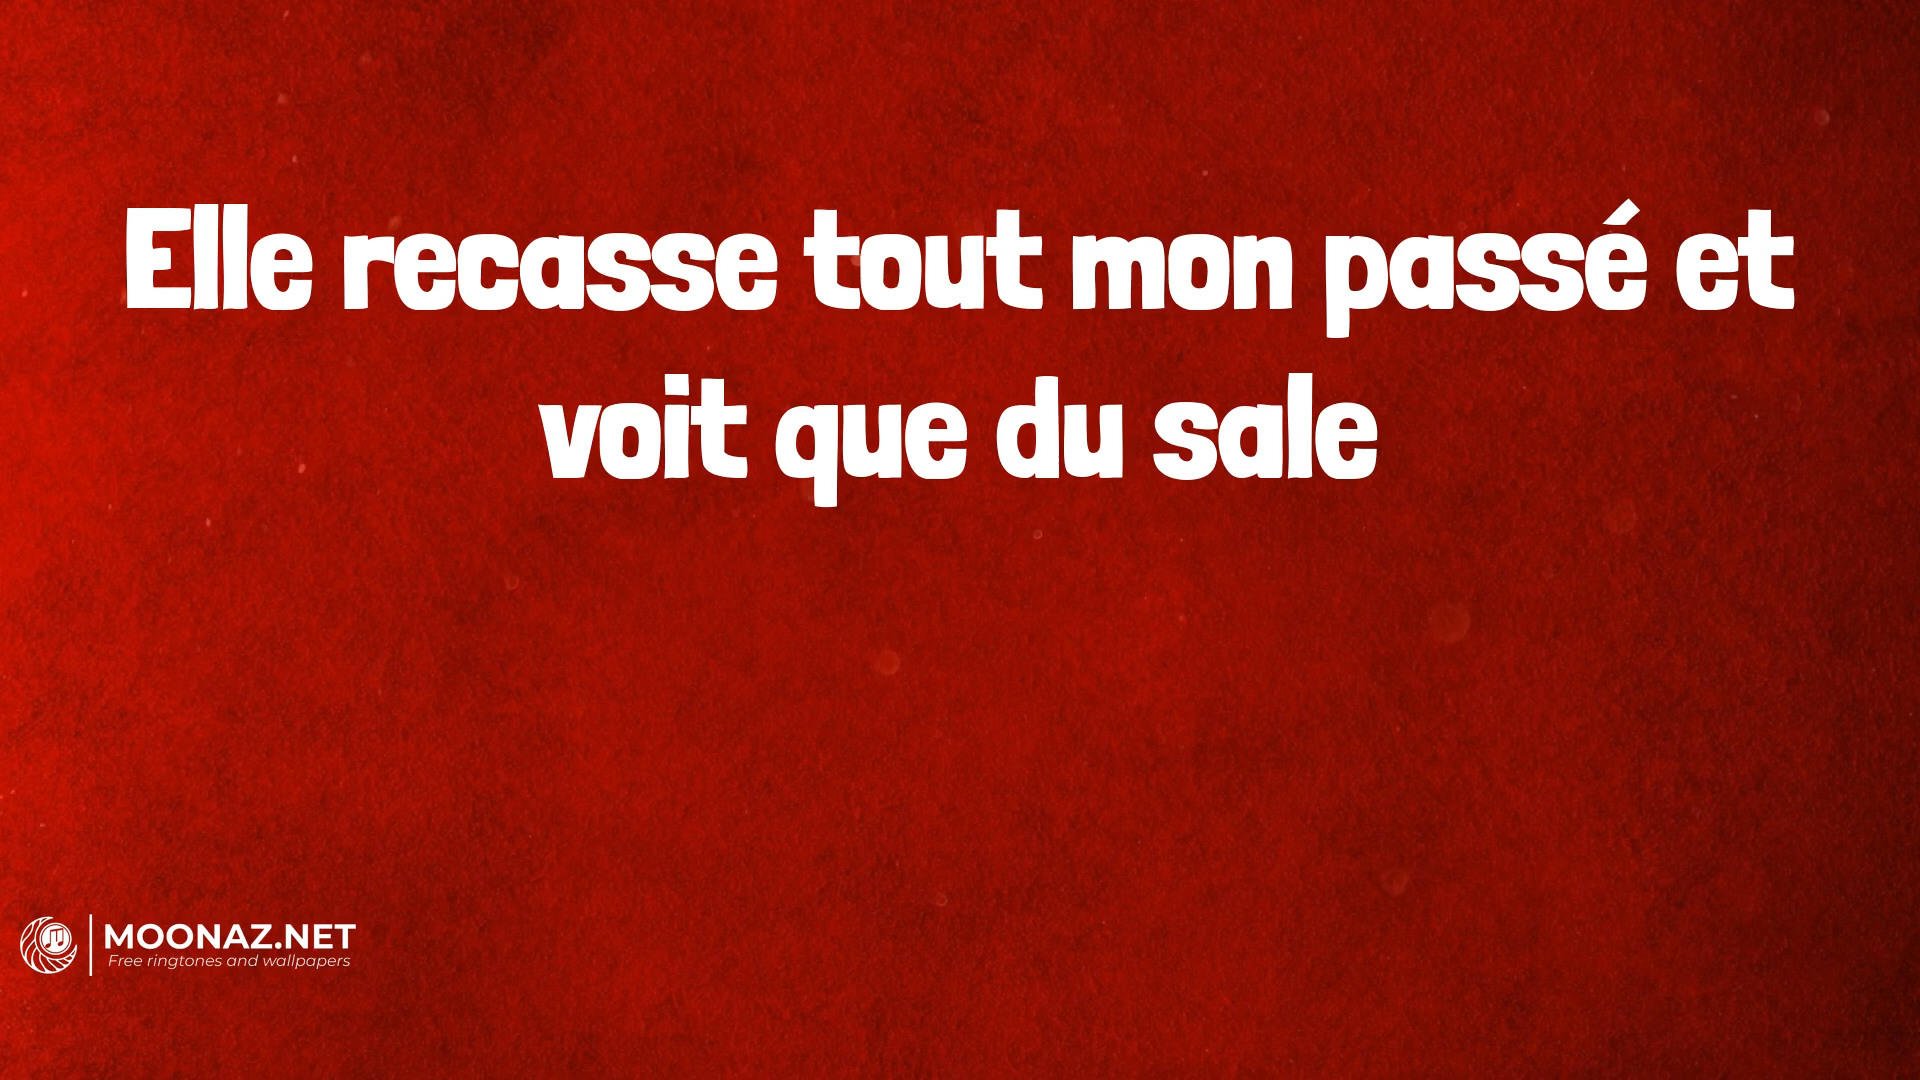 Elle recasse tout mon passé et
voit que du sale
MOONAZ.NET
Free ringtones and wallpapers